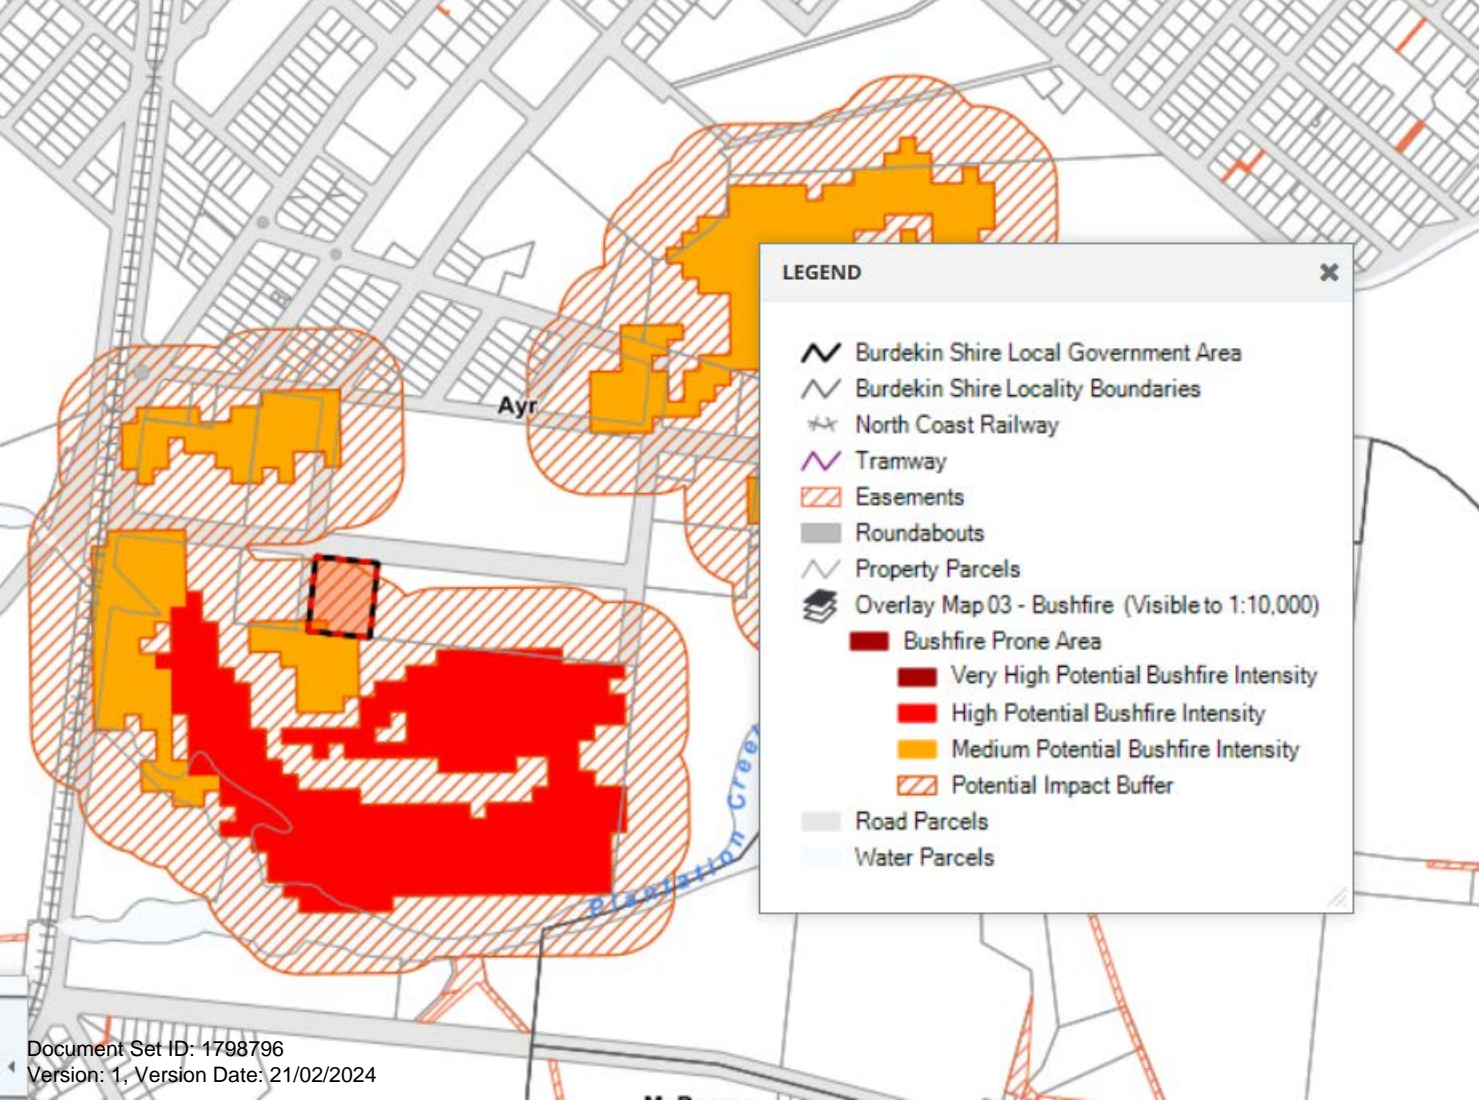 LEGEND
Burdekin Shire Local Government Area
Burdekin Shire Locality Boundaries
North Coast Railway
Tramway
Easements
Roundabouts
Property Parcels
Overlay Map 03 - Bushfire (Visible to 1:10,000)
Bushfire Prone Area
Very High Potential Bushfire Intensity
High Potential Bushfire Intensity
Medium Potential Bushfire Intensity
Potential Impact Buffer
Road Parcels
Water Parcels
Ayr
Plantation Creek
Document Set ID: 1798796
Version: 1, Version Date: 21/02/2024